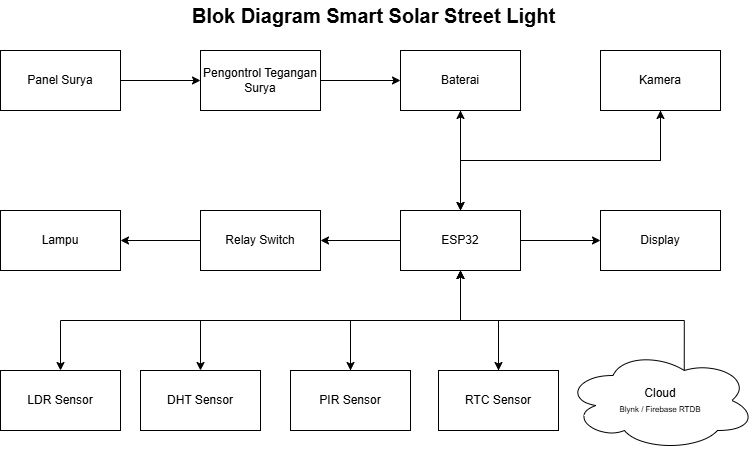 Blok Diagram Smart Solar Street Light
Panel Surya
Pengontrol Tegangan
Surya
Baterai
Kamera
Lampu
Relay Switch
ESP32
Display
LDR Sensor
DHT Sensor
PIR Sensor
RTC Sensor
Cloud
Blynk / Firebase RTDB